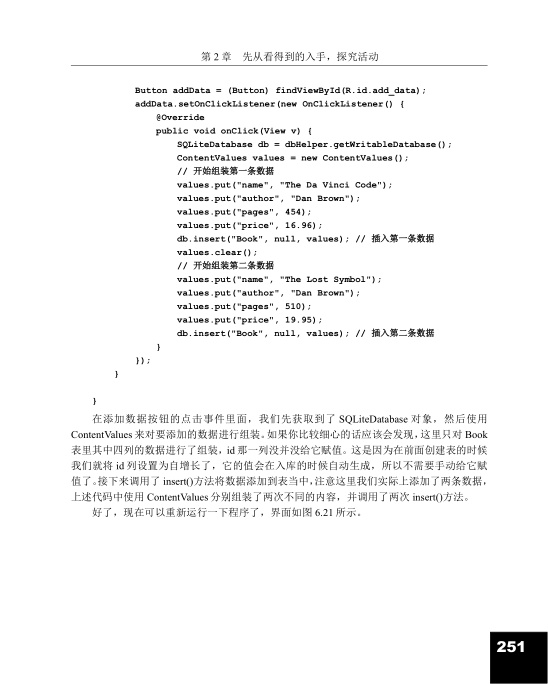 第 2 章　先从看得到的入手，探究活动
Button addData = (Button) findViewById(R.id.add_data);
addData.setOnClickListener(new OnClickListener() {
@Override
public void onClick(View v) {
SQLiteDatabase db = dbHelper.getWritableDatabase();
ContentValues values = new ContentValues();
// 开始组装第一条数据
values.put("name", "The Da Vinci Code");
values.put("author", "Dan Brown");
values.put("pages", 454);
values.put("price", 16.96);
db.insert("Book", null, values); // 插入第一条数据
values.clear();
// 开始组装第二条数据
values.put("name", "The Lost Symbol");
values.put("author", "Dan Brown");
values.put("pages", 510);
values.put("price", 19.95);
db.insert("Book", null, values); // 插入第二条数据
}
});
}
}
在添加数据按钮的点击事件里面，我们先获取到了 SQLiteDatabase 对象，然后使用
ContentValues 来对要添加的数据进行组装。如果你比较细心的话应该会发现，这里只对 Book
表里其中四列的数据进行了组装，id 那一列没并没给它赋值。这是因为在前面创建表的时候
我们就将 id 列设置为自增长了，它的值会在入库的时候自动生成，所以不需要手动给它赋
值了。接下来调用了 insert()方法将数据添加到表当中，注意这里我们实际上添加了两条数据，
上述代码中使用 ContentValues 分别组装了两次不同的内容，并调用了两次 insert()方法。
好了，现在可以重新运行一下程序了，界面如图 6.21 所示。
251